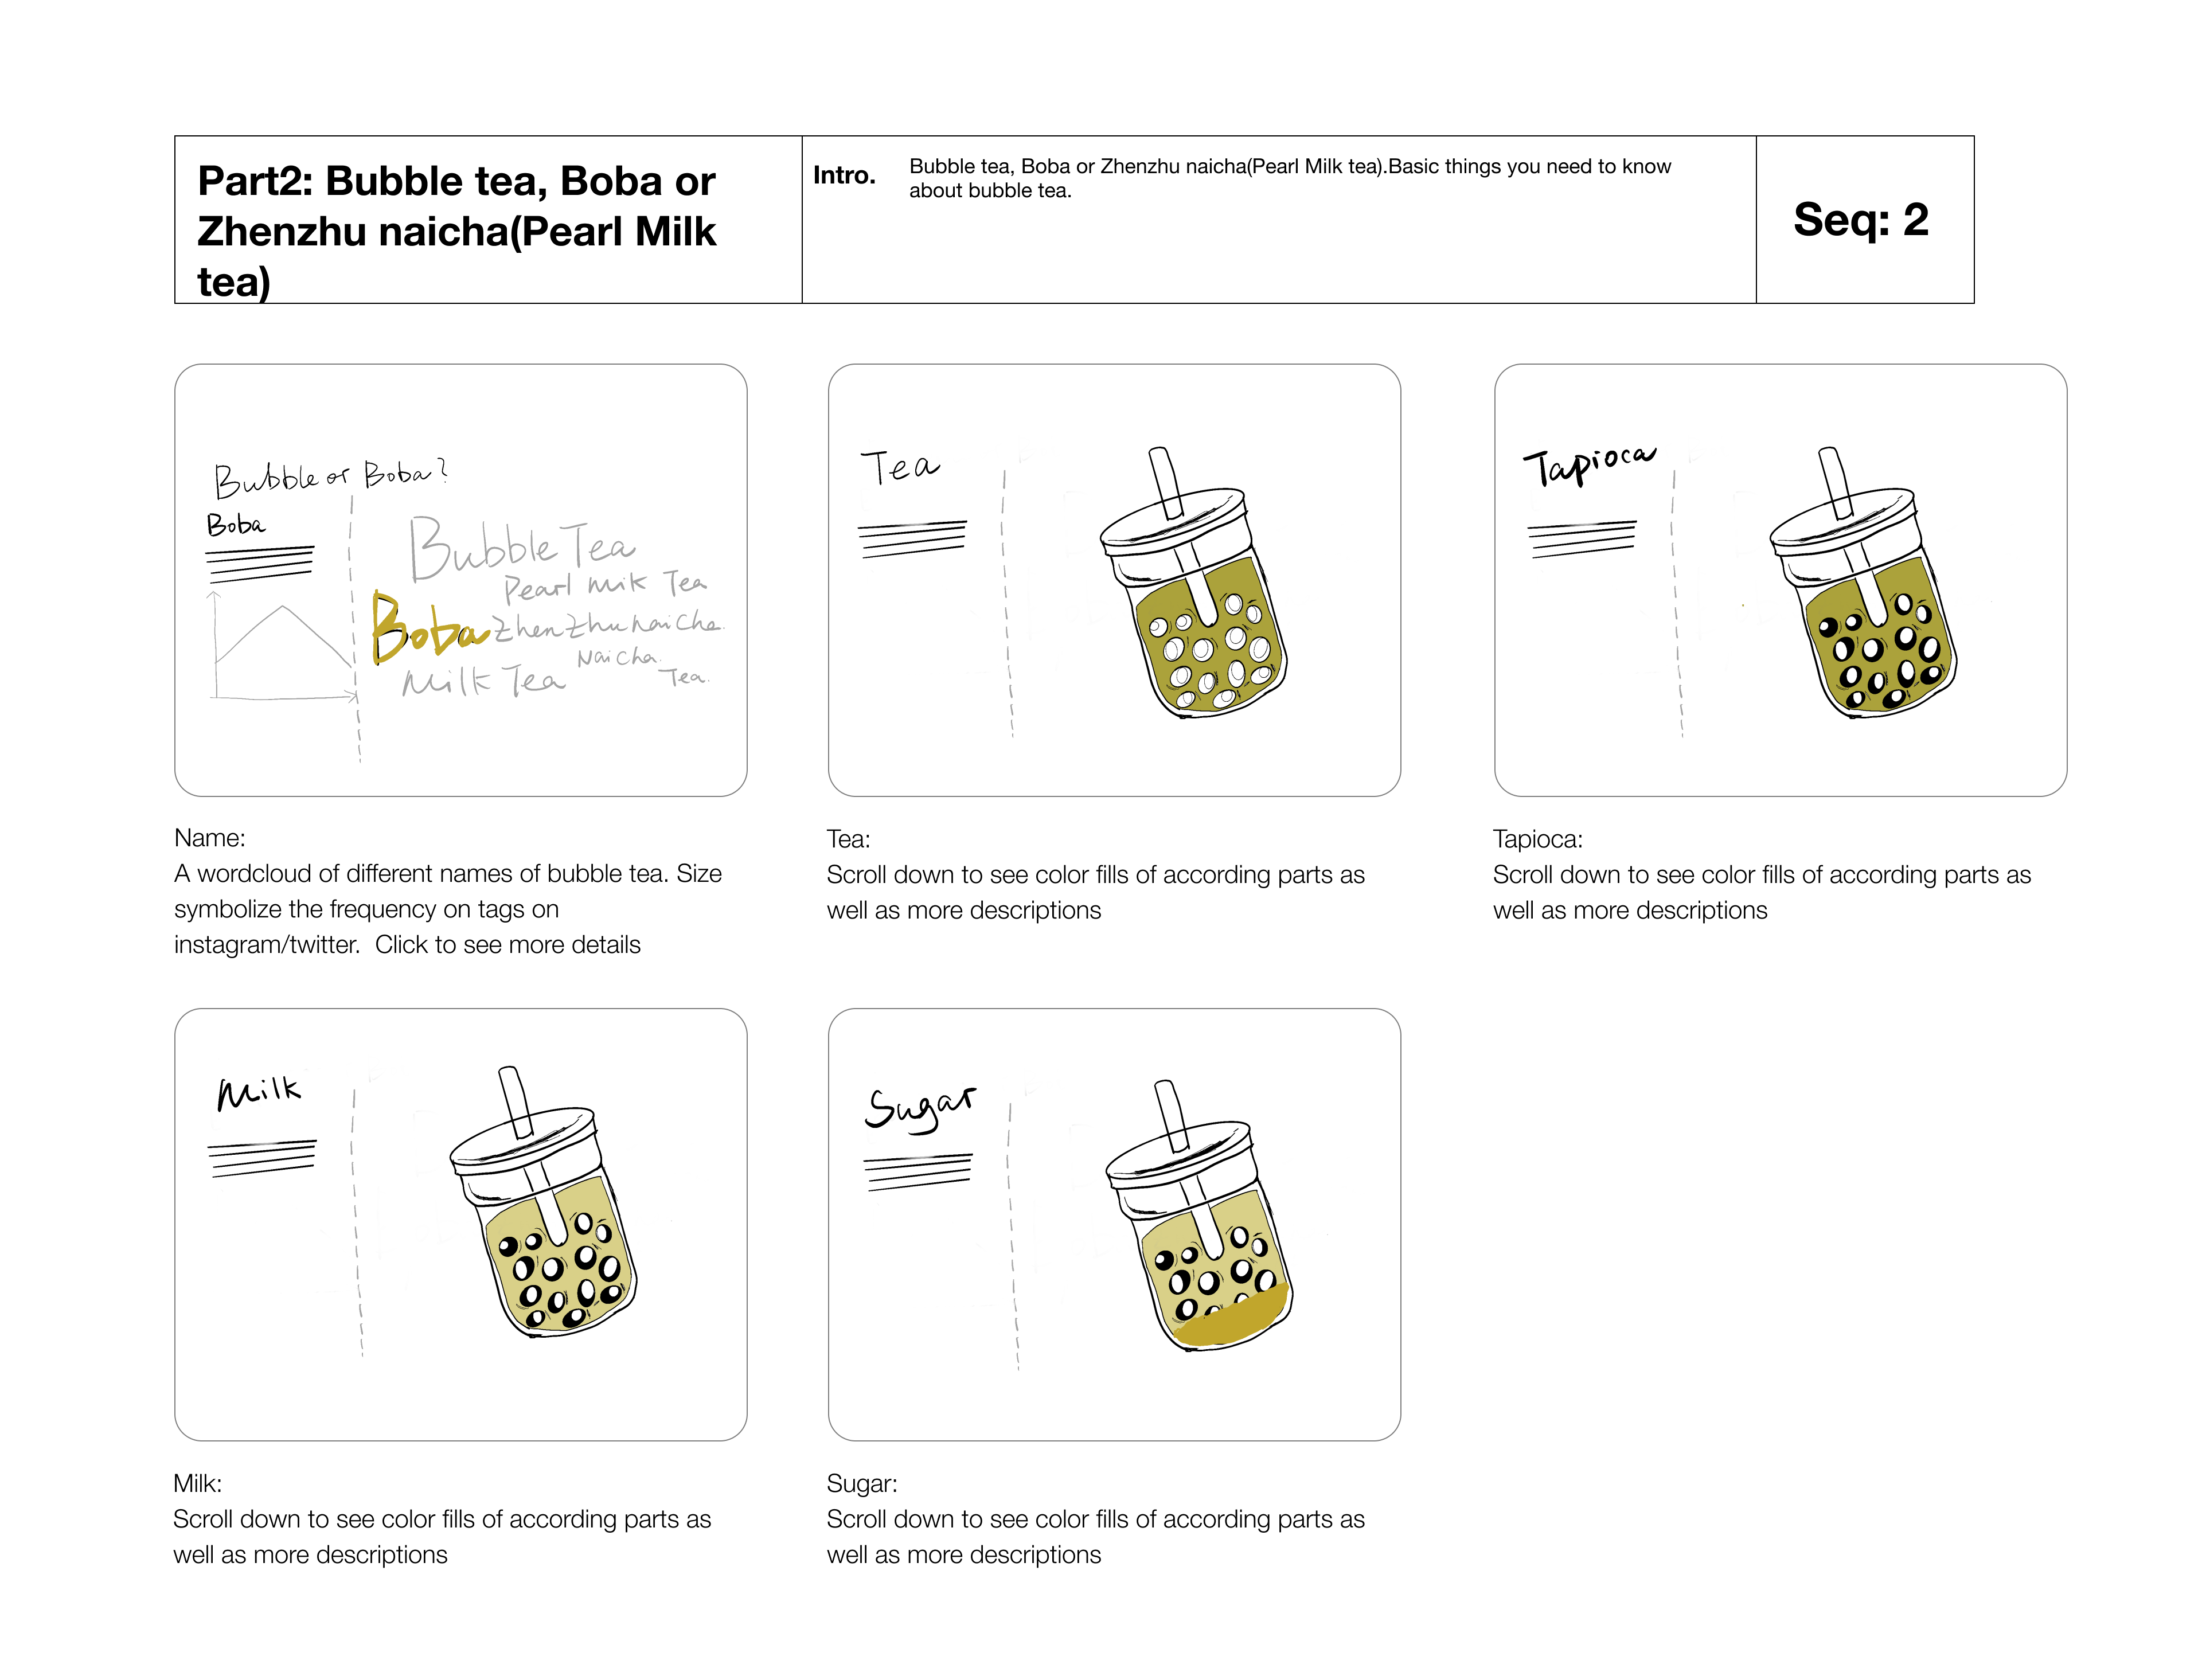 Part2: Bubble tea, Boba or
Zhenzhu naicha(Pearl Milk
tea)
Intro.
Bubble tea, Boba or Zhenzhu naicha(Pearl Milk tea).Basic things you need to know
about bubble tea.
Seq: 2
Bubble or Boba?
Boba
Bubble Tea
Pearl Milk Tea
Boba
Zhenzhu naicha.
Naicha.
Milk Tea
Tea.
Name:
A wordcloud of different names of bubble tea. Size
symbolize the frequency on tags on
instagram/twitter.  Click to see more details
Tea
Tea:
Scroll down to see color fills of according parts as
well as more descriptions
Tapioca
Tapioca:
Scroll down to see color fills of according parts as
well as more descriptions
Milk
Milk:
Scroll down to see color fills of according parts as
well as more descriptions
Sugar
Sugar:
Scroll down to see color fills of according parts as
well as more descriptions